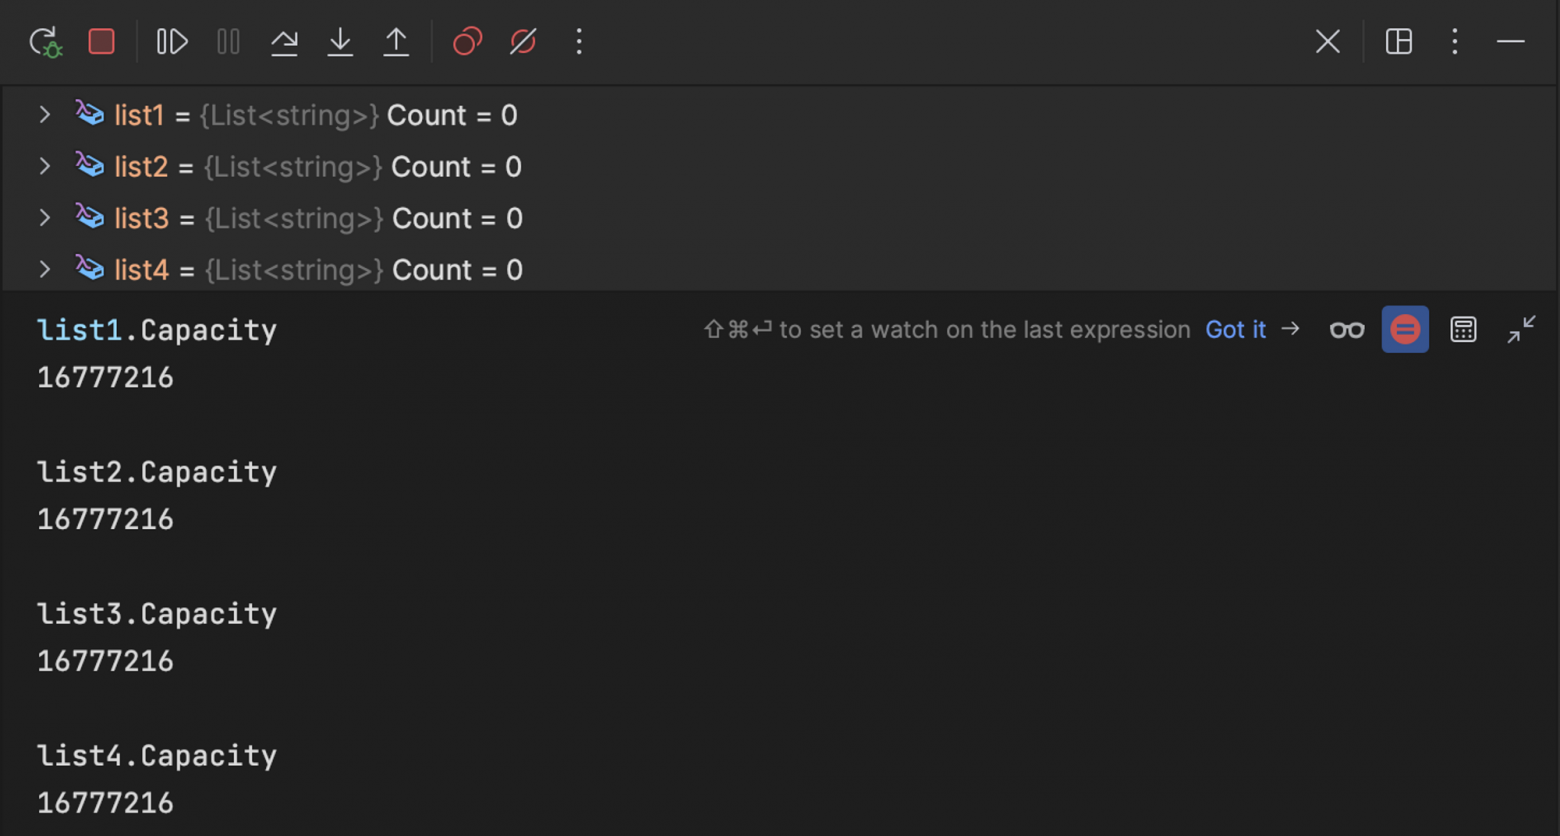 list1 = {List<string>} Count = 0
list2 = {List<string>} Count = 0
list3 = {List<string>} Count = 0
list4 = {List<string>} Count = 0
list1.Capacity
⇧⌘⏎ to set a watch on the last expression Got it →
16777216
list2.Capacity
16777216
list3.Capacity
16777216
list4.Capacity
16777216